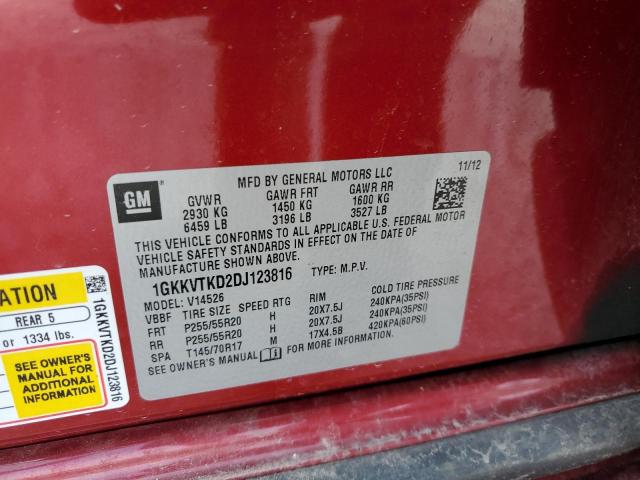 MFD BY GENERAL MOTORS LLC 11/12
GM
GVWR GAWR FRT GAWR RR
2930 KG 1450 KG 1600 KG
6459 LB 3196 LB 3527 LB
THIS VEHICLE CONFORMS TO ALL APPLICABLE U.S. FEDERAL MOTOR
VEHICLE SAFETY STANDARDS IN EFFECT ON THE DATE OF
MANUFACTURE SHOWN ABOVE.
1GKKVTKD2DJ123816 TYPE: M.P.V.
MODEL: V14526
VBBF TIRE SIZE SPEED RTG RIM COLD TIRE PRESSURE
FRT P255/55R20 H 20X7.5J 240KPA(35PSI)
RR P255/55R20 H 20X7.5J 240KPA(35PSI)
SPA T145/70R17 M 17X4.5B 420KPA(60PSI)
SEE OWNER'S MANUAL FOR MORE INFORMATION.
ATION
REAR 5
or 1334 lbs.
SEE OWNER'S
MANUAL FOR
ADDITIONAL
INFORMATION
1GKKVTKD2DJ123816